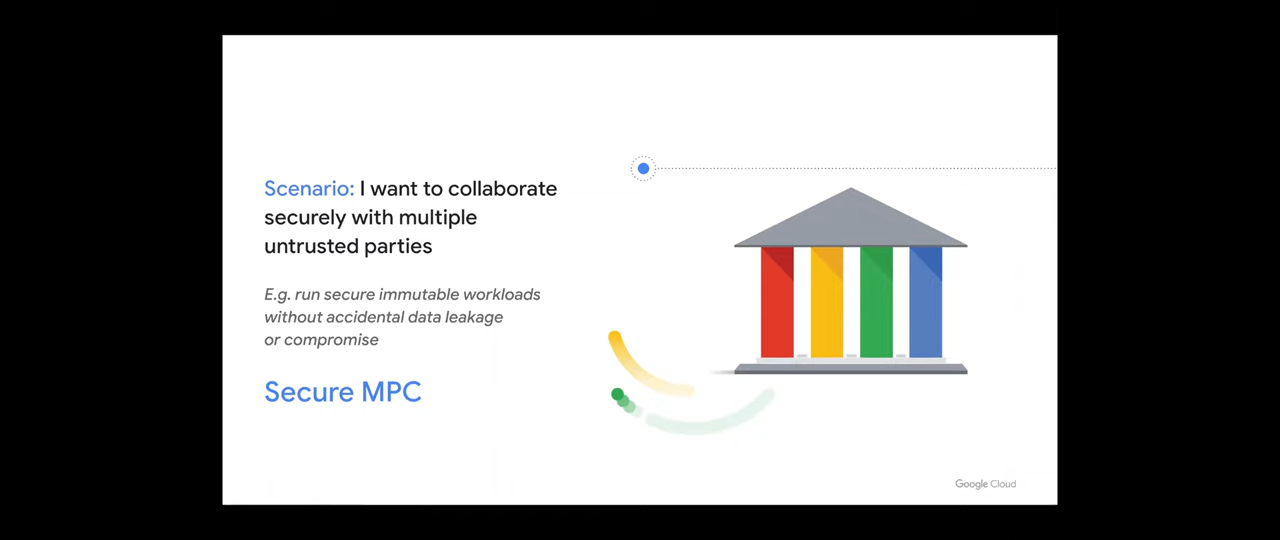 Scenario: I want to collaborate
securely with multiple
untrusted parties
E.g. run secure immutable workloads
without accidental data leakage
or compromise
Secure MPC
Google Cloud